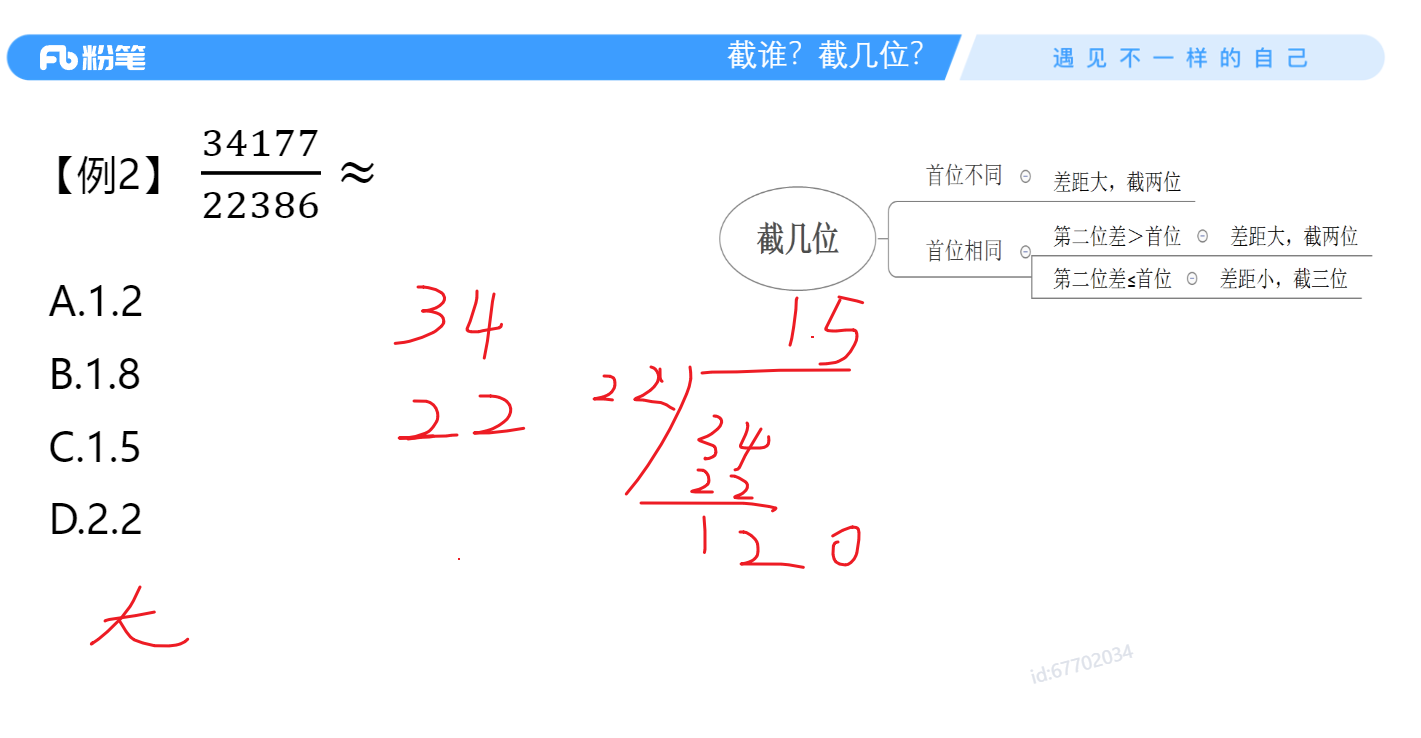 粉笔
截谁？截几位？
遇见不一样的自己
【例2】 34177
22386
≈
A.1.2
B.1.8
C.1.5
D.2.2
截几位
首位不同
差距大，截两位
首位相同
第二位差＞首位
差距大，截两位
第二位差≤首位
差距小，截三位
34
22
1.5
22
34
22
120
大
id:67702034